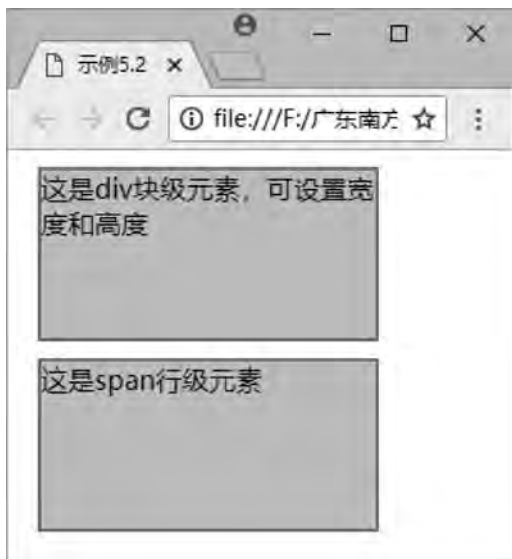 示例5.2
file:///F:/广东南方
这是div块级元素，可设置宽
度和高度
这是span行级元素